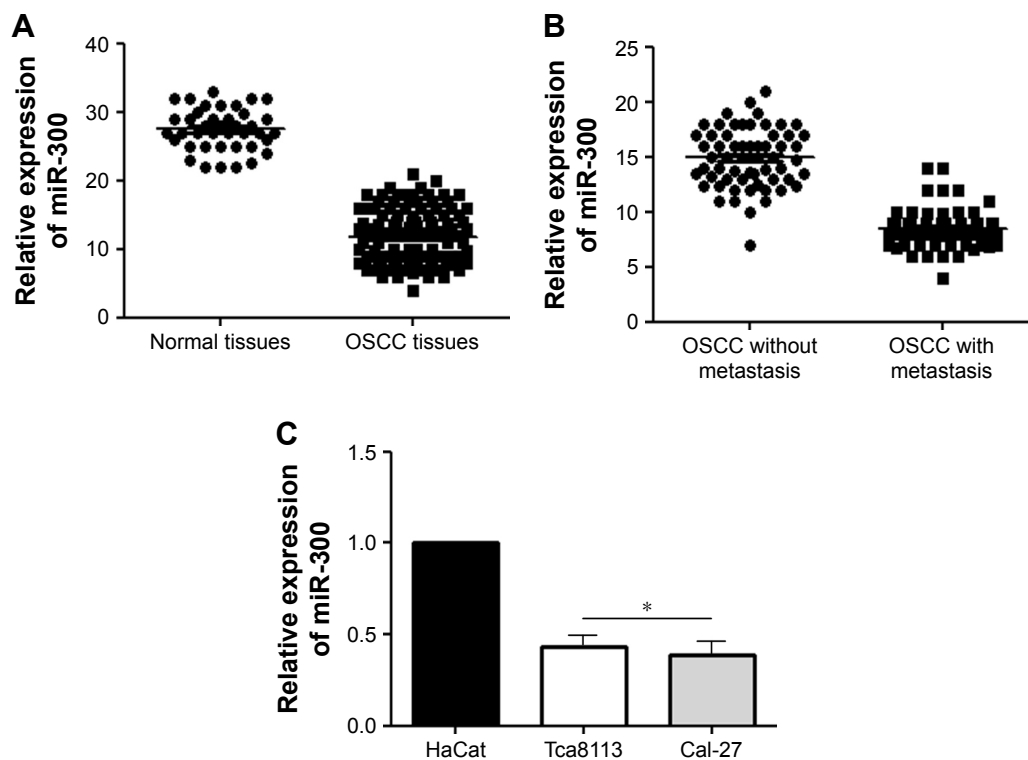 A
Relative expression
of miR-300
40
30
20
10
0
Normal tissues
OSCC tissues
B
Relative expression
of miR-300
25
20
15
10
5
0
OSCC without
metastasis
OSCC with
metastasis
C
Relative expression
of miR-300
1.5
1.0
0.5
0.0
*
HaCat
Tca8113
Cal-27